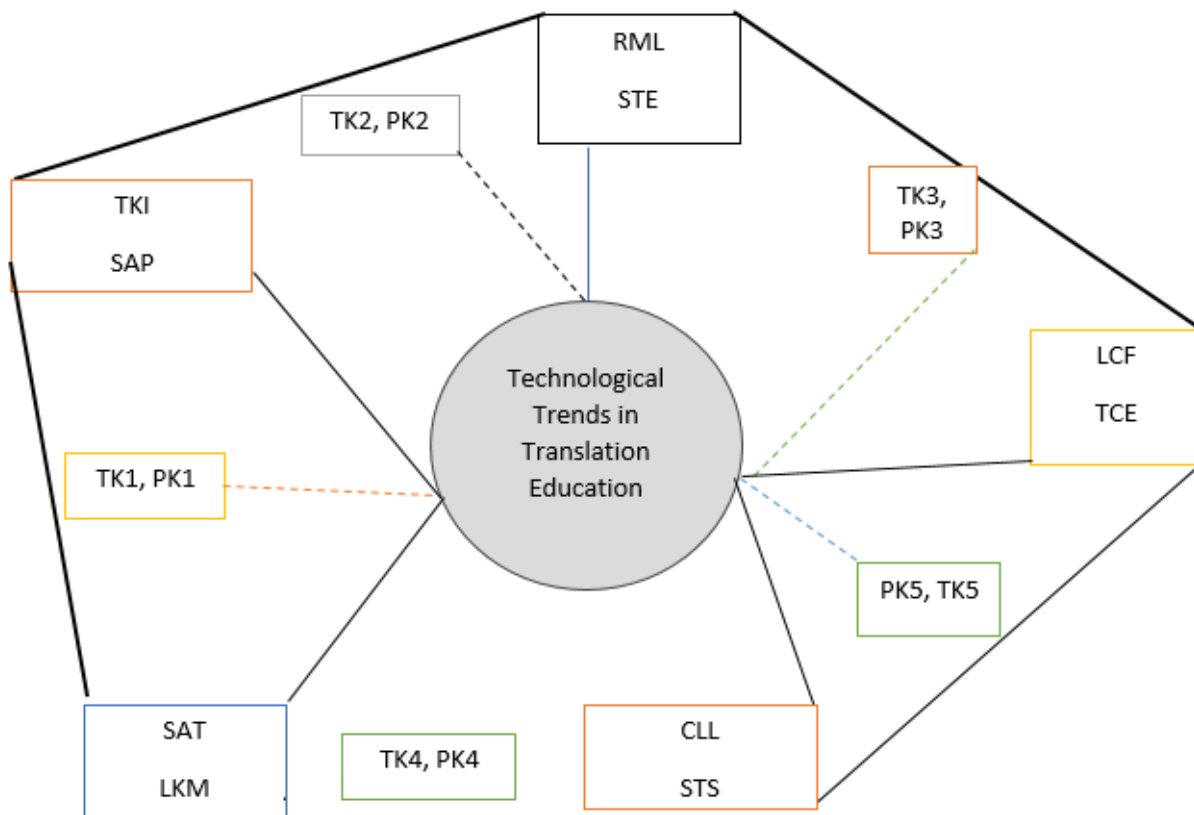 RML
STE
TK2, PK2
TK3,
PK3
TKI
SAP
LCF
TCE
Technological
Trends in
Translation
Education
TK1, PK1
PK5, TK5
SAT
LKM
TK4, PK4
CLL
STS